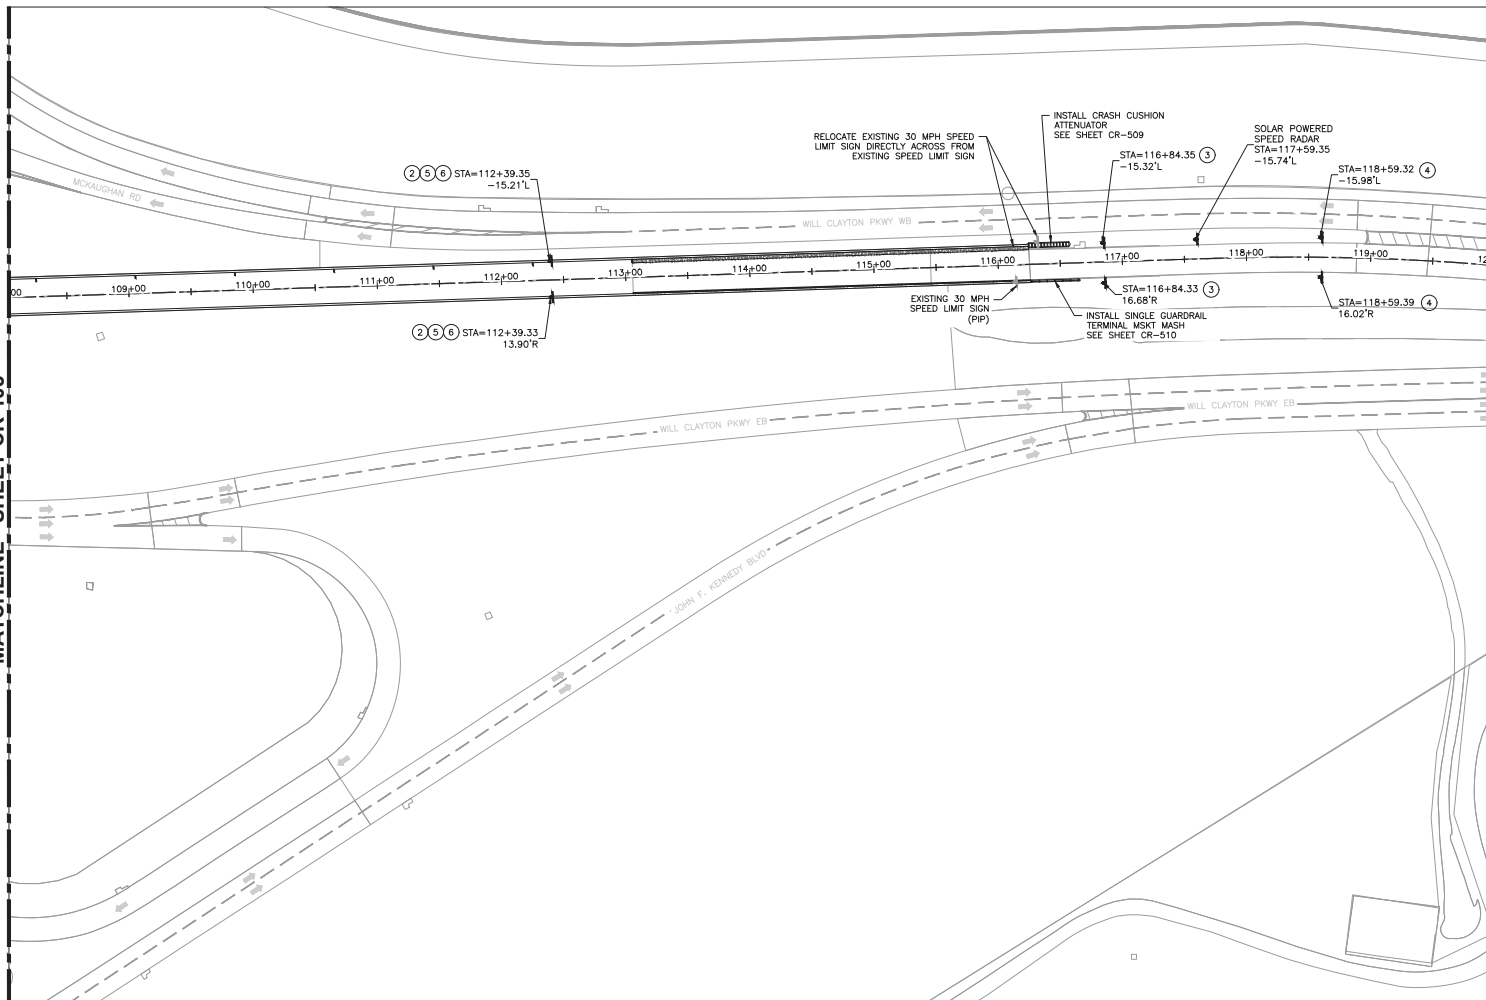 INSTALL CRASH CUSHION
ATTENUATOR
SEE SHEET CR-509
RELOCATE EXISTING 30 MPH SPEED
LIMIT SIGN DIRECTLY ACROSS FROM
EXISTING SPEED LIMIT SIGN
SOLAR POWERED
SPEED RADAR
STA=117+59.35
-15.74'L
STA=116+84.35 3
-15.32'L
STA=118+59.32 4
-15.98'L
2 5 6 STA=112+39.35
-15.21'L
MCKAUGHAN RD
WILL CLAYTON PKWY WB
109+00
110+00
111+00
112+00
113+00
114+00
115+00
116+00
117+00
118+00
119+00
STA=116+84.33 3
16.68'R
STA=118+59.39 4
16.02'R
EXISTING 30 MPH
SPEED LIMIT SIGN
(PIP)
INSTALL SINGLE GUARDRAIL
TERMINAL MSKT MASH
SEE SHEET CR-510
2 5 6 STA=112+39.33
13.90'R
WILL CLAYTON PKWY EB
WILL CLAYTON PKWY EB
JOHN F. KENNEDY BLVD